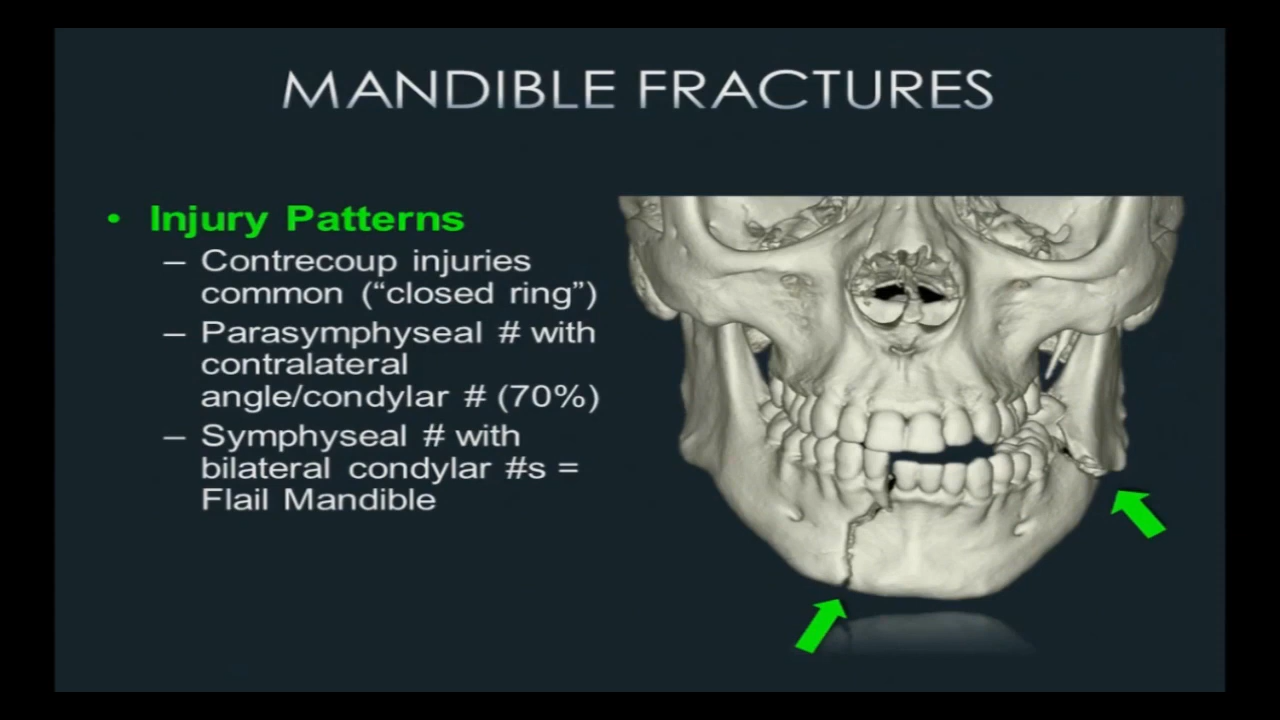 MANDIBLE FRACTURES
• Injury Patterns
– Contrecoup injuries
common (“closed ring”)
– Parasymphyseal # with
contralateral
angle/condylar # (70%)
– Symphyseal # with
bilateral condylar #s =
Flail Mandible